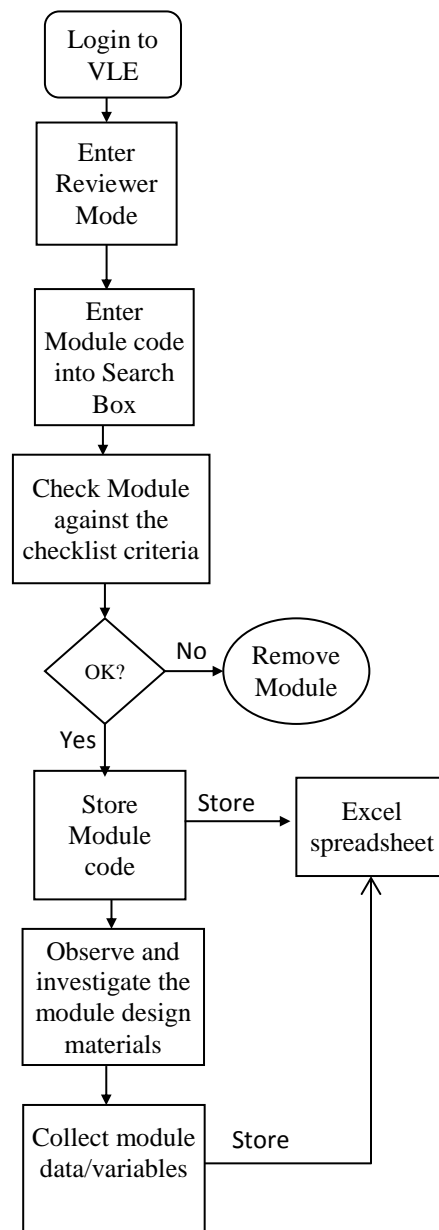 Login to
VLE
Enter
Reviewer
Mode
Enter
Module code
into Search
Box
Check Module
against the
checklist criteria
OK?
No
Remove
Module
Yes
Store
Module
code
Store
Excel
spreadsheet
Observe and
investigate the
module design
materials
Collect module
data/variables
Store